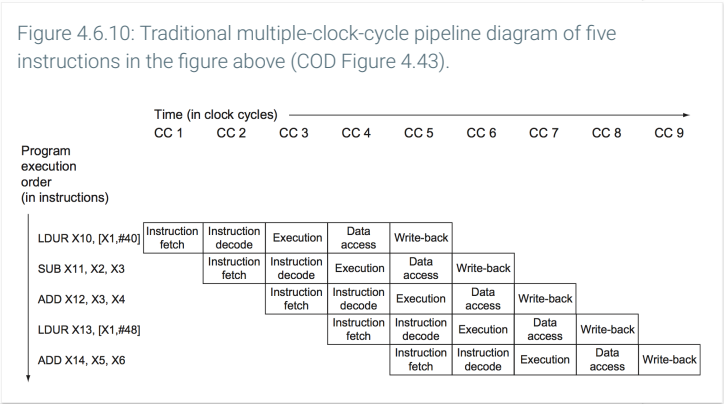 Figure 4.6.10: Traditional multiple-clock-cycle pipeline diagram of five
instructions in the figure above (COD Figure 4.43).
Time (in clock cycles)
CC 1 CC 2 CC 3 CC 4 CC 5 CC 6 CC 7 CC 8 CC 9
Program
execution
order
(in instructions)
LDUR X10, [X1,#40] Instruction fetch Instruction decode Execution Data access Write-back
SUB X11, X2, X3 Instruction fetch Instruction decode Execution Data access Write-back
ADD X12, X3, X4 Instruction fetch Instruction decode Execution Data access Write-back
LDUR X13, [X1,#48] Instruction fetch Instruction decode Execution Data access Write-back
ADD X14, X5, X6 Instruction fetch Instruction decode Execution Data access Write-back